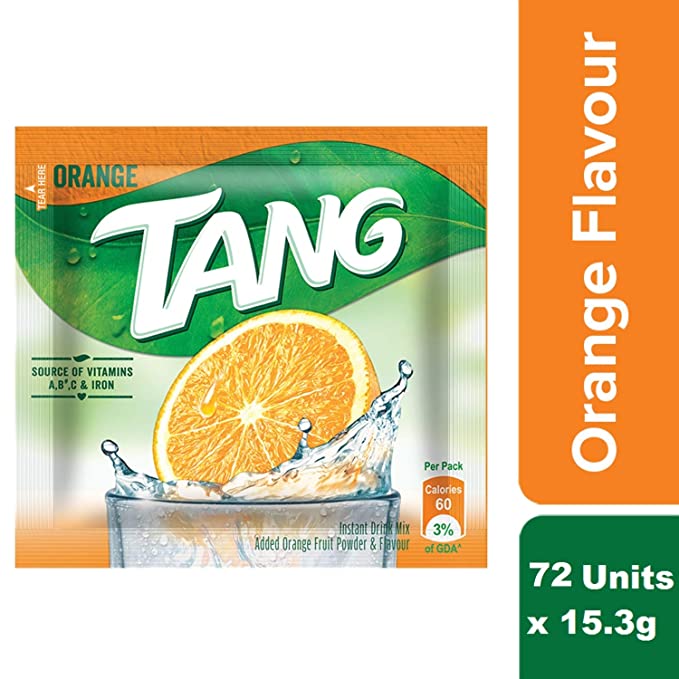 TEAR HERE
ORANGE
TANG
SOURCE OF VITAMINS
A,B#,C & IRON
Per Pack
Calories
60
3%
of GDA^
Instant Drink Mix
Added Orange Fruit Powder & Flavour
Orange Flavour
72 Units
x 15.3g